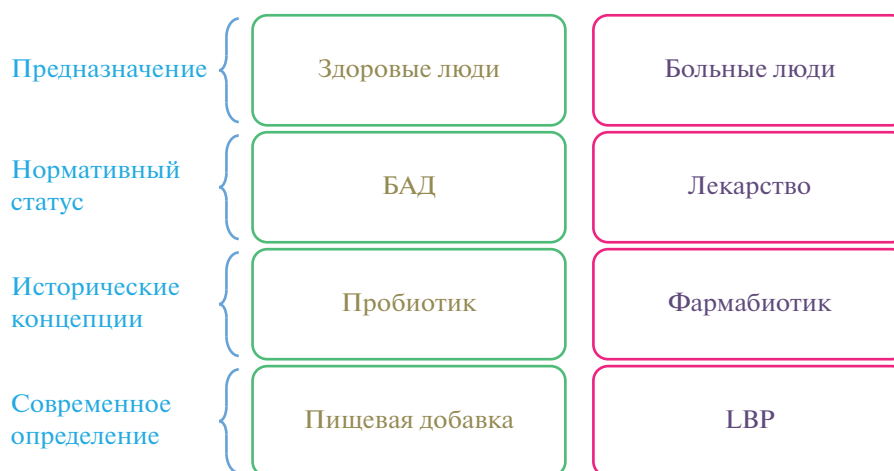 Предназначение
Здоровые люди
Больные люди
Нормативный
статус
БАД
Лекарство
Исторические
концепции
Пробиотик
Фармабиотик
Современное
определение
Пищевая добавка
LBP